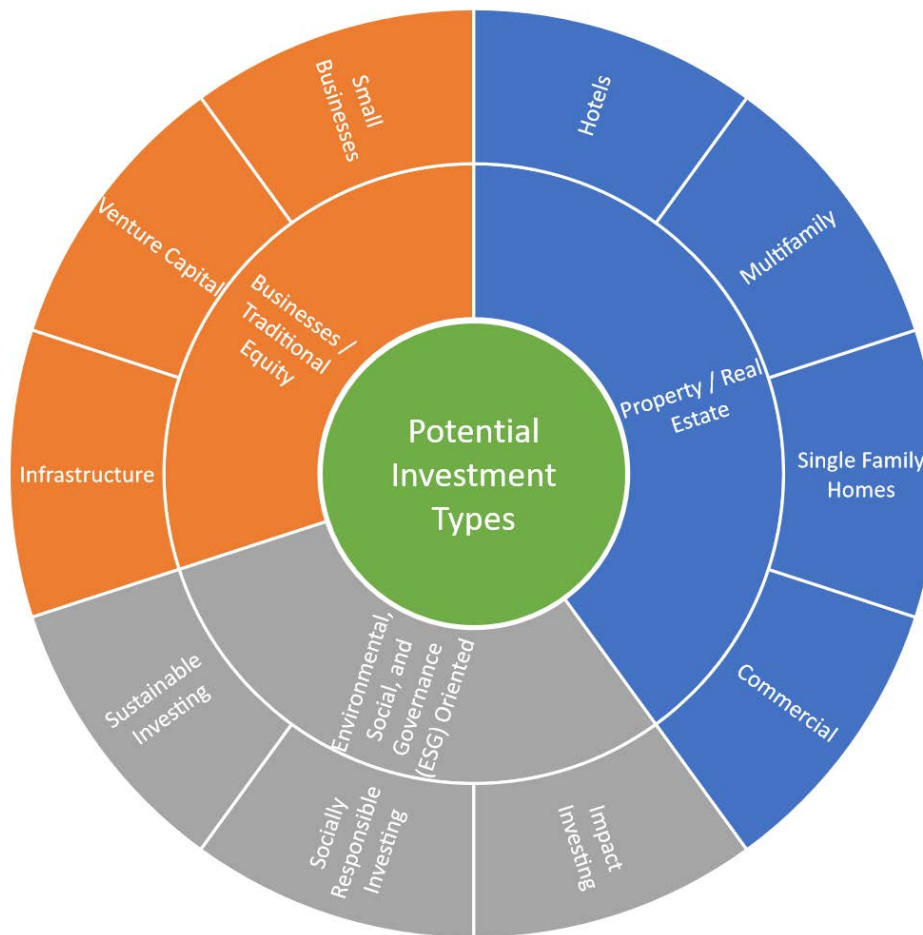 Potential
Investment
Types
Property / Real
Estate
Hotels
Multifamily
Single Family
Homes
Commercial
Environmental,
Social, and
Governance
(ESG) Oriented
Impact
Investing
Socially
Responsible
Investing
Sustainable
Investing
Businesses /
Traditional
Equity
Infrastructure
Venture Capital
Small
Businesses